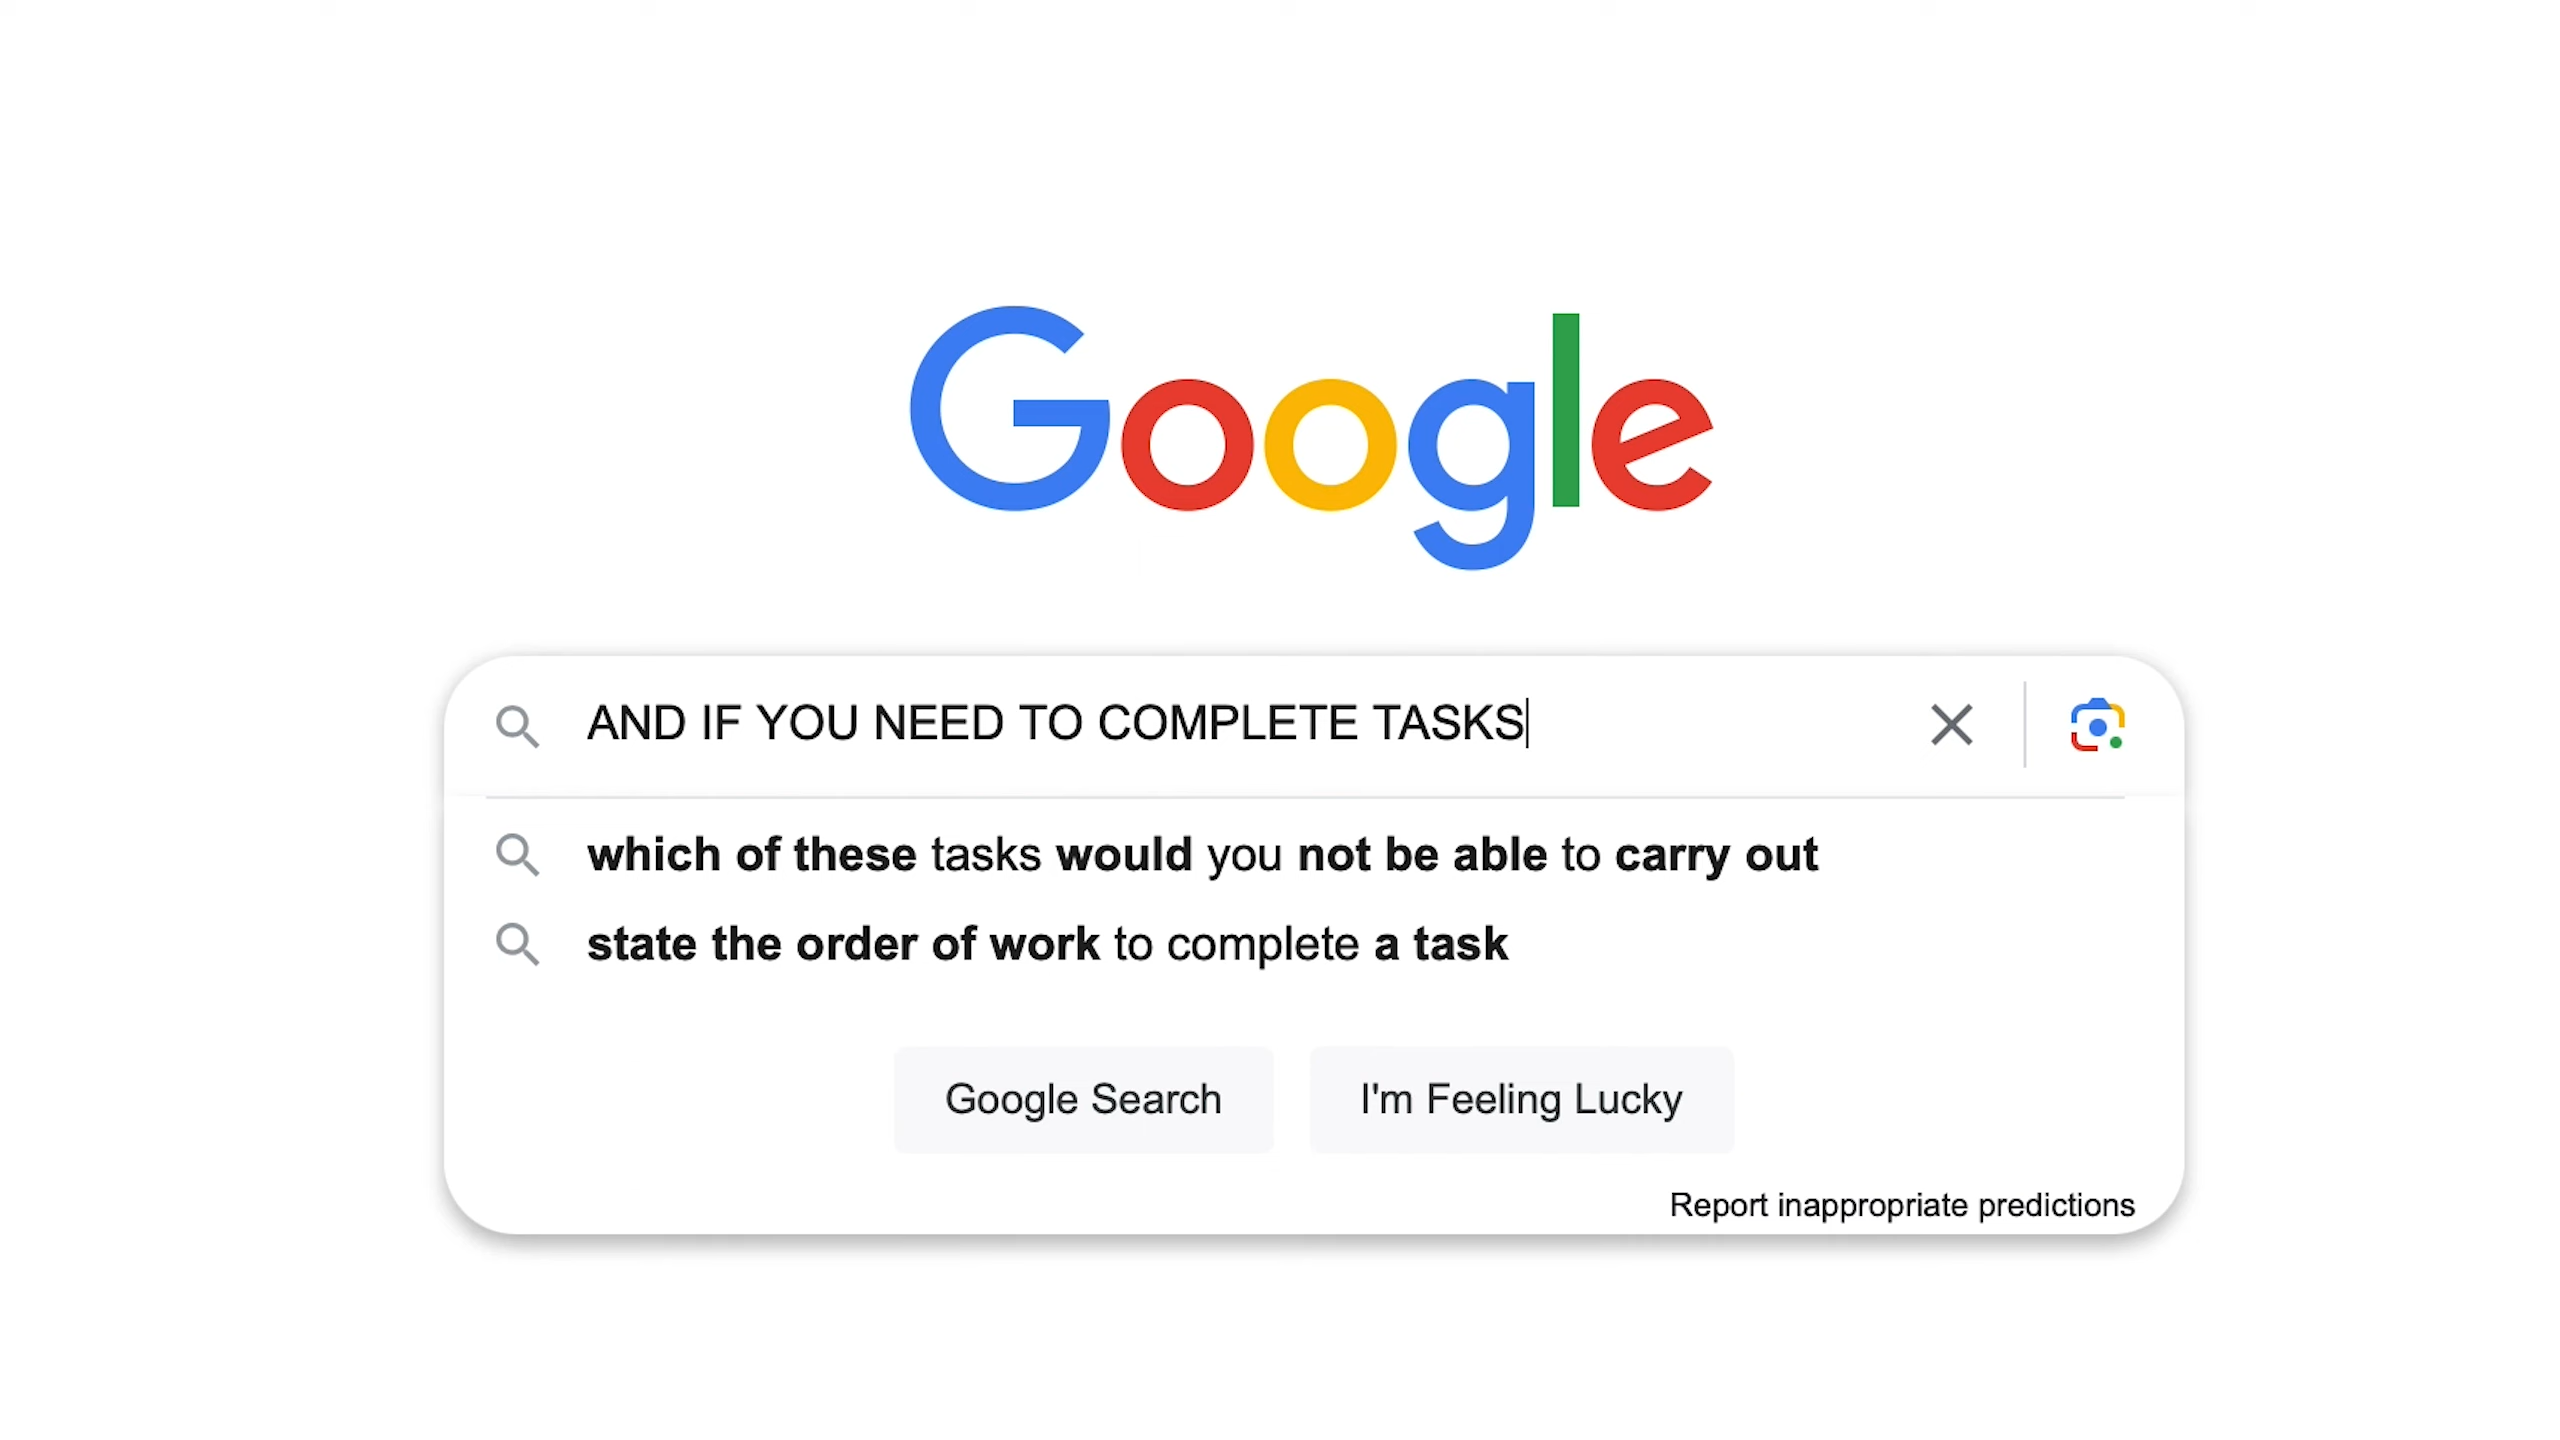 Google
AND IF YOU NEED TO COMPLETE TASKS
which of these tasks would you not be able to carry out
state the order of work to complete a task
Google Search
I'm Feeling Lucky
Report inappropriate predictions